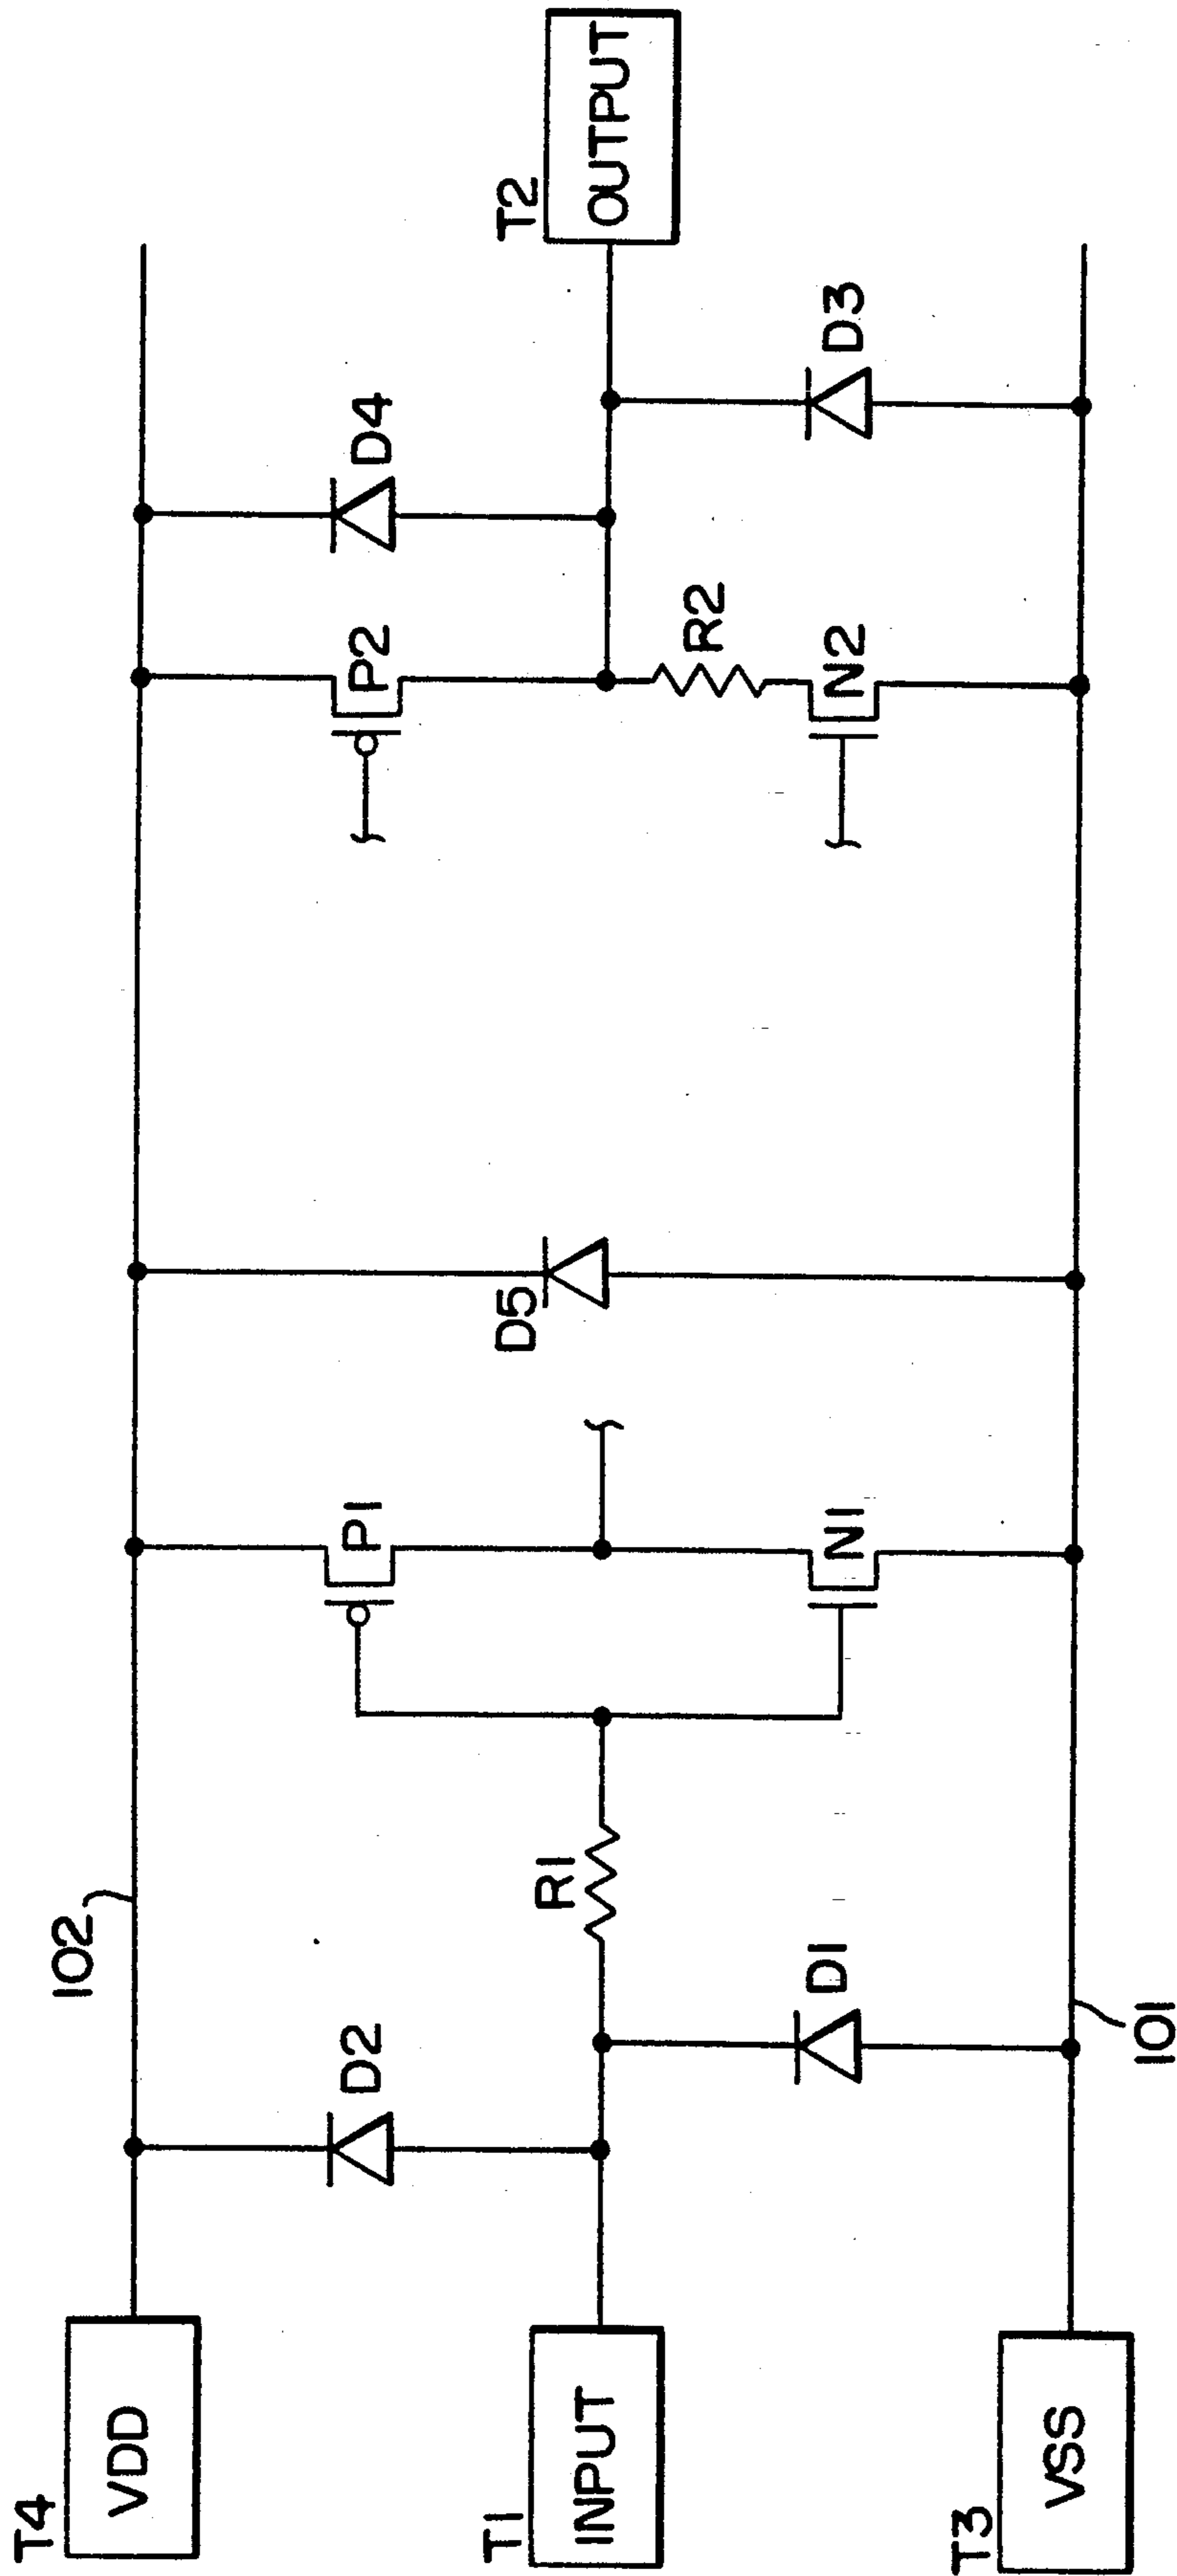 T4
VDD
102
D2
P1
P2
D4
T1
INPUT
R1
D5
R2
T2
OUTPUT
T3
VSS
D1
N1
N2
D3
101